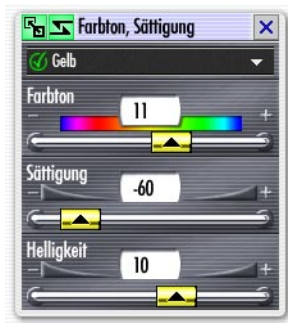 Farbton, Sättigung
Gelb
Farbton
11
Sättigung
-60
Helligkeit
10